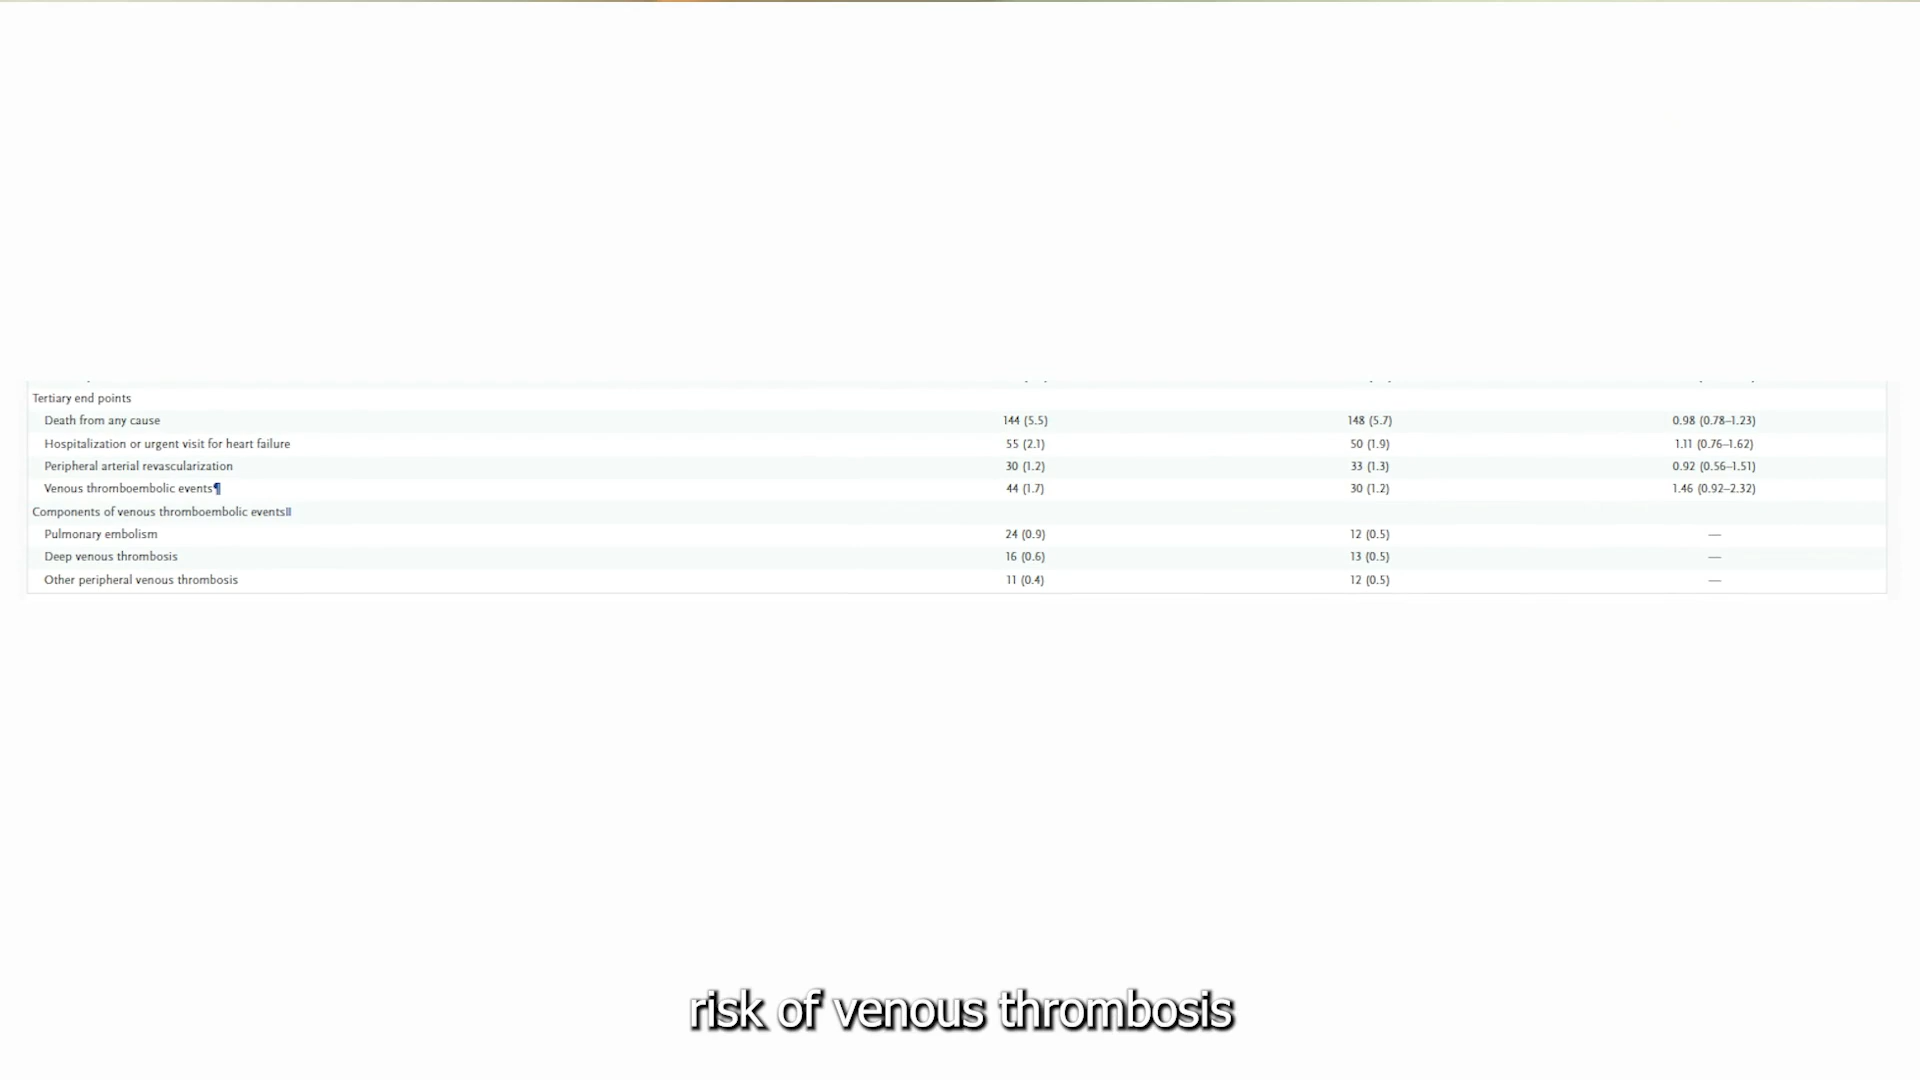 Tertiary end points
Death from any cause 144 (5.5) 148 (5.7) 0.98 (0.78–1.23)
Hospitalization or urgent visit for heart failure 55 (2.1) 50 (1.9) 1.11 (0.76–1.62)
Peripheral arterial revascularization 30 (1.2) 33 (1.3) 0.92 (0.56–1.51)
Venous thromboembolic events¶ 44 (1.7) 30 (1.2) 1.46 (0.92–2.32)
Components of venous thromboembolic events‖
Pulmonary embolism 24 (0.9) 12 (0.5) —
Deep venous thrombosis 16 (0.6) 13 (0.5) —
Other peripheral venous thrombosis 11 (0.4) 12 (0.5) —
risk of venous thrombosis